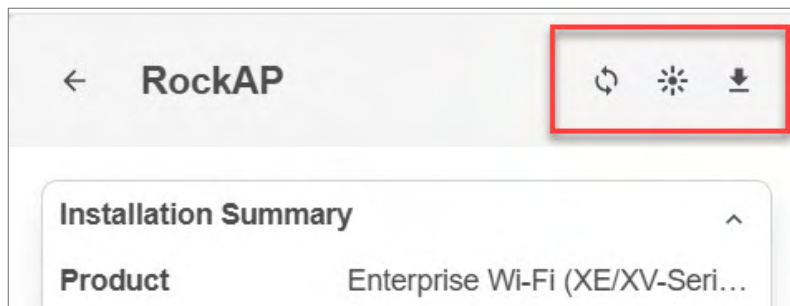 RockAP
Installation Summary
Product Enterprise Wi-Fi (XE/XV-Seri...